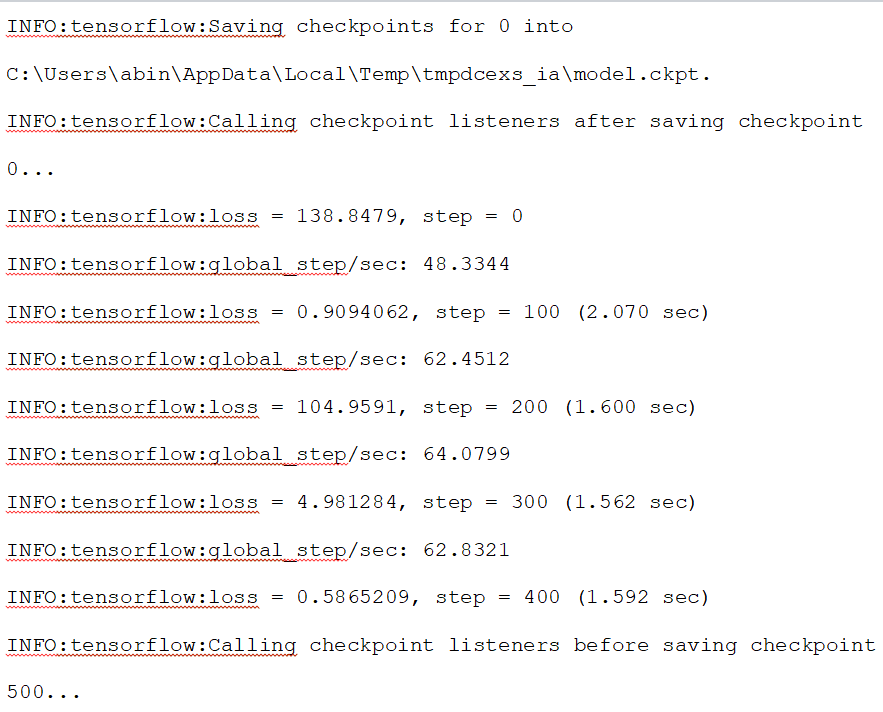 INFO:tensorflow:Saving checkpoints for 0 into
C:\Users\abin\AppData\Local\Temp\tmpdcexs_ia\model.ckpt.
INFO:tensorflow:Calling checkpoint listeners after saving checkpoint
0...
INFO:tensorflow:loss = 138.8479, step = 0
INFO:tensorflow:global_step/sec: 48.3344
INFO:tensorflow:loss = 0.9094062, step = 100 (2.070 sec)
INFO:tensorflow:global_step/sec: 62.4512
INFO:tensorflow:loss = 104.9591, step = 200 (1.600 sec)
INFO:tensorflow:global_step/sec: 64.0799
INFO:tensorflow:loss = 4.981284, step = 300 (1.562 sec)
INFO:tensorflow:global_step/sec: 62.8321
INFO:tensorflow:loss = 0.5865209, step = 400 (1.592 sec)
INFO:tensorflow:Calling checkpoint listeners before saving checkpoint
500...